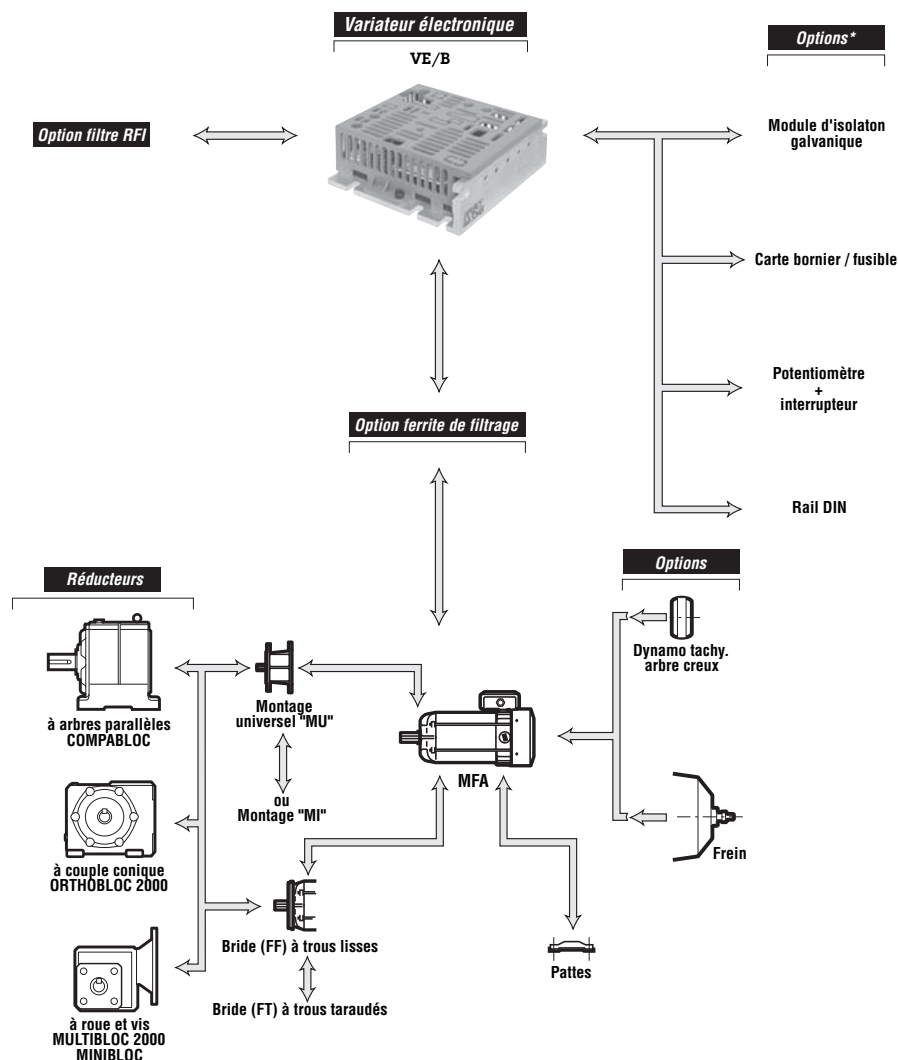 Variateur électronique
VE/B
Options*
Option filtre RFI
Module d'isolaton
galvanique
Carte bornier / fusible
Potentiomètre
+
interrupteur
Option ferrite de filtrage
Rail DIN
Réducteurs
Options
Dynamo tachy.
arbre creux
à arbres parallèles
COMPABLOC
Montage
universel "MU"
MFA
ou
Montage "MI"
Frein
à couple conique
ORTHOBLOC 2000
Bride (FF) à trous lisses
Pattes
Bride (FT) à trous taraudés
à roue et vis
MULTIBLOC 2000
MINIBLOC